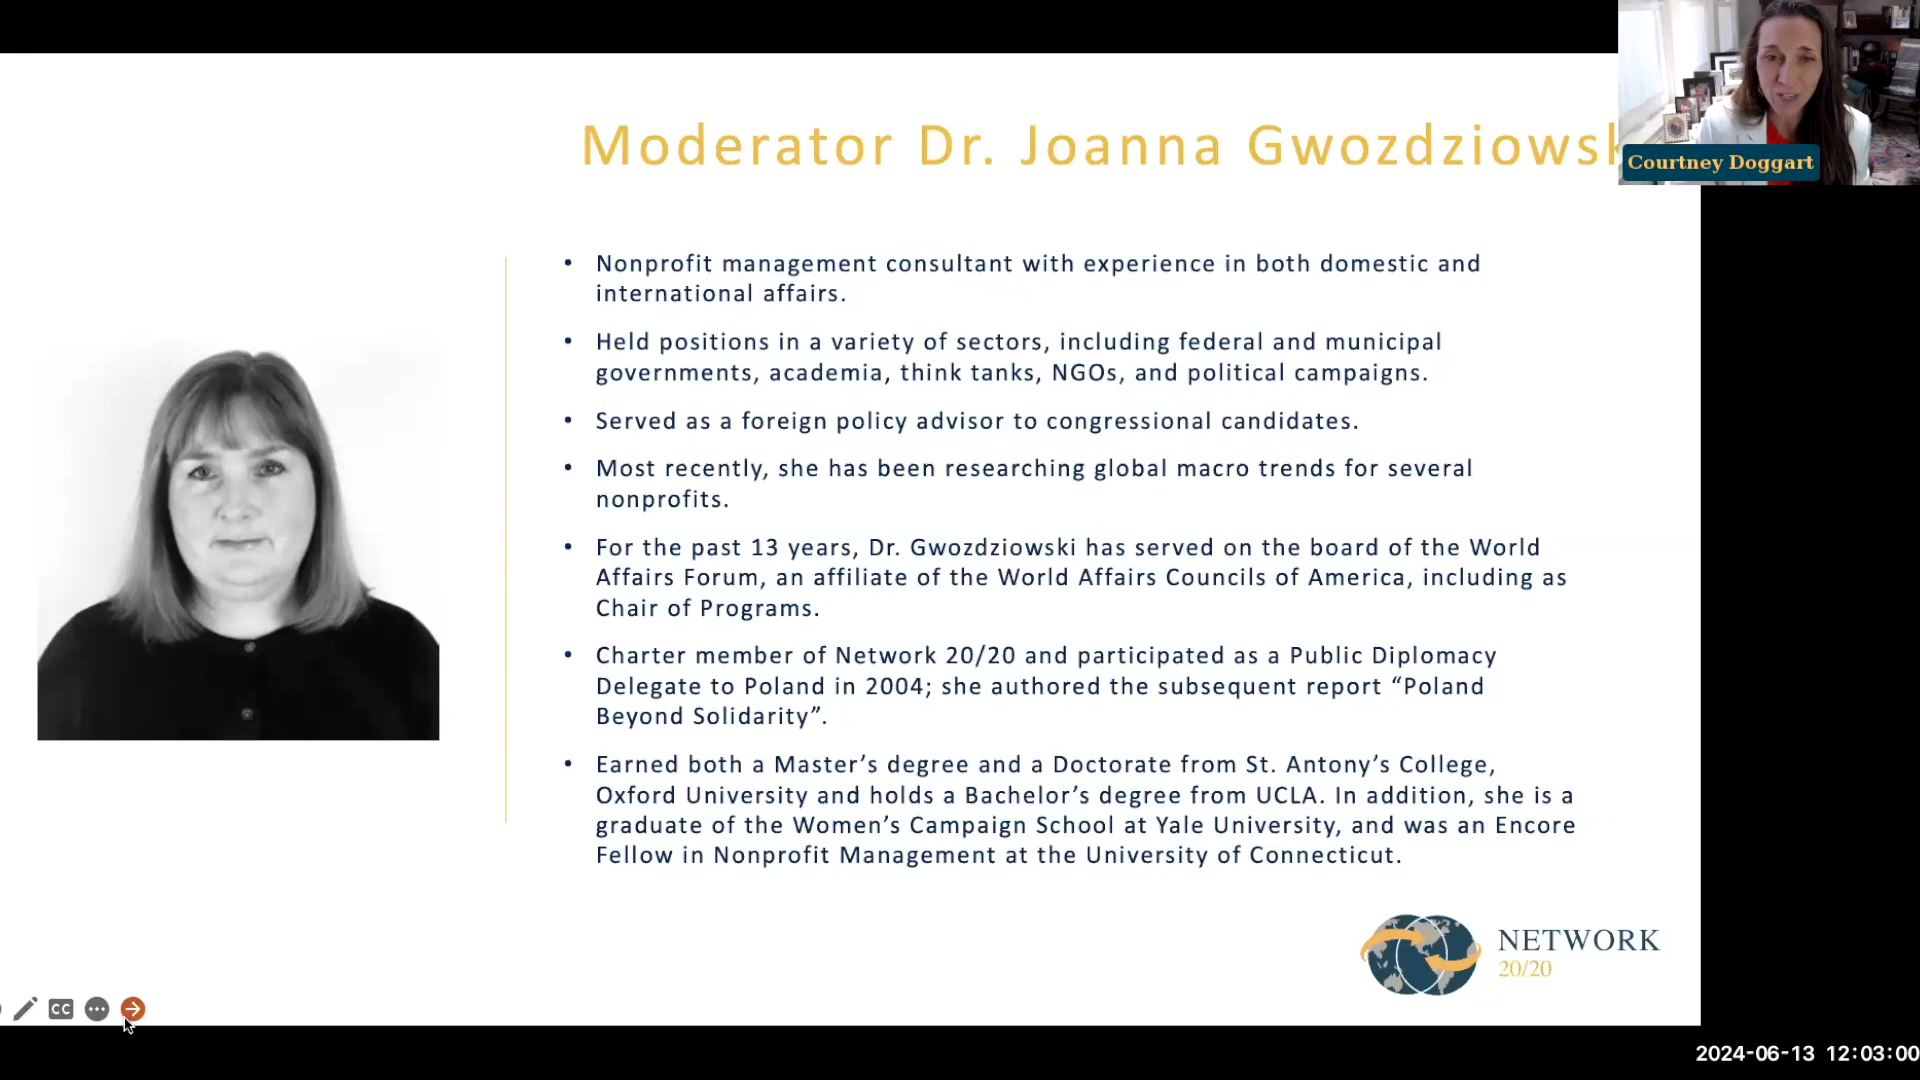 Moderator Dr. Joanna Gwozdziowsk
Courtney Doggart
• Nonprofit management consultant with experience in both domestic and
international affairs.
• Held positions in a variety of sectors, including federal and municipal
governments, academia, think tanks, NGOs, and political campaigns.
• Served as a foreign policy advisor to congressional candidates.
• Most recently, she has been researching global macro trends for several
nonprofits.
• For the past 13 years, Dr. Gwozdziowski has served on the board of the World
Affairs Forum, an affiliate of the World Affairs Councils of America, including as
Chair of Programs.
• Charter member of Network 20/20 and participated as a Public Diplomacy
Delegate to Poland in 2004; she authored the subsequent report “Poland
Beyond Solidarity”.
• Earned both a Master’s degree and a Doctorate from St. Antony’s College,
Oxford University and holds a Bachelor’s degree from UCLA. In addition, she is a
graduate of the Women’s Campaign School at Yale University, and was an Encore
Fellow in Nonprofit Management at the University of Connecticut.
NETWORK
20/20
CC
2024-06-13 12:03:00